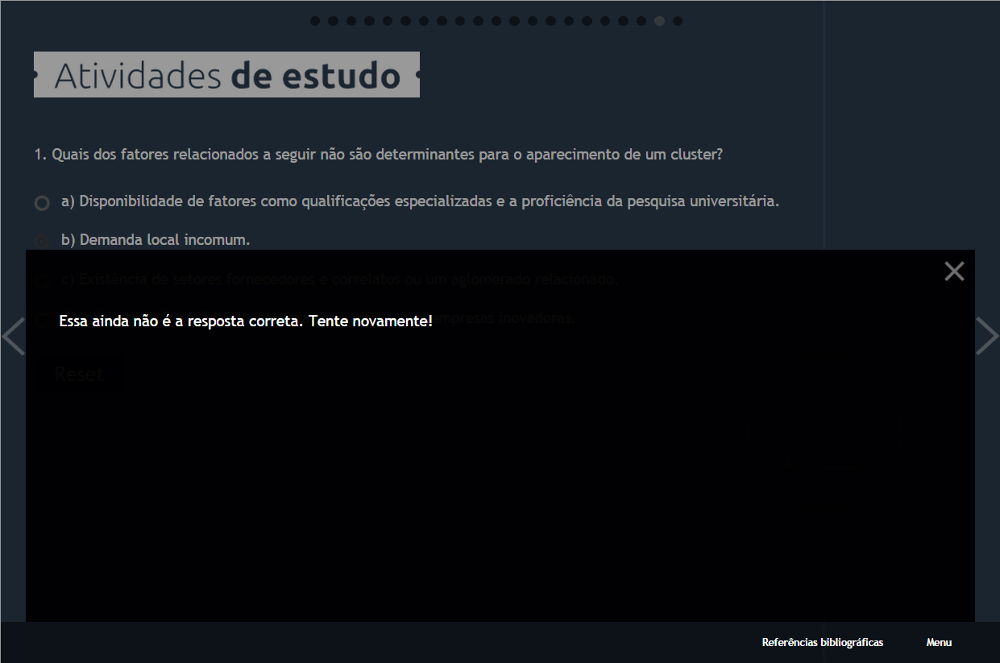 Atividades de estudo
1. Quais dos fatores relacionados a seguir não são determinantes para o aparecimento de um cluster?
a) Disponibilidade de fatores como qualificações especializadas e a proficiência da pesquisa universitária.
b) Demanda local incomum.
c) Existência de setores fornecedores e correlatos ou um aglomerado relacionado.
empresas inovadoras.
Essa ainda não é a resposta correta. Tente novamente!
Reset
Referências bibliográficas
Menu